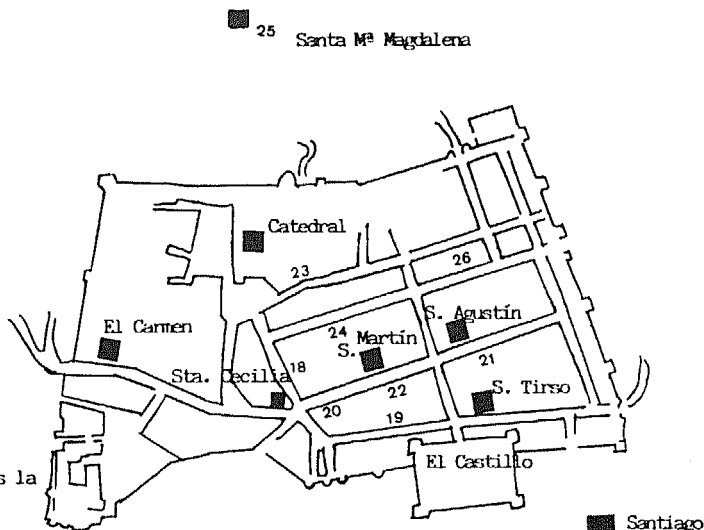 25 Santa Mª Magdalena
Catedral
23
26
El Carmen
S. Agustín
24
S. Martín
18
21
Sta. Cecilia
22
S. Tirso
20
19
El Castillo
s la
Santiago